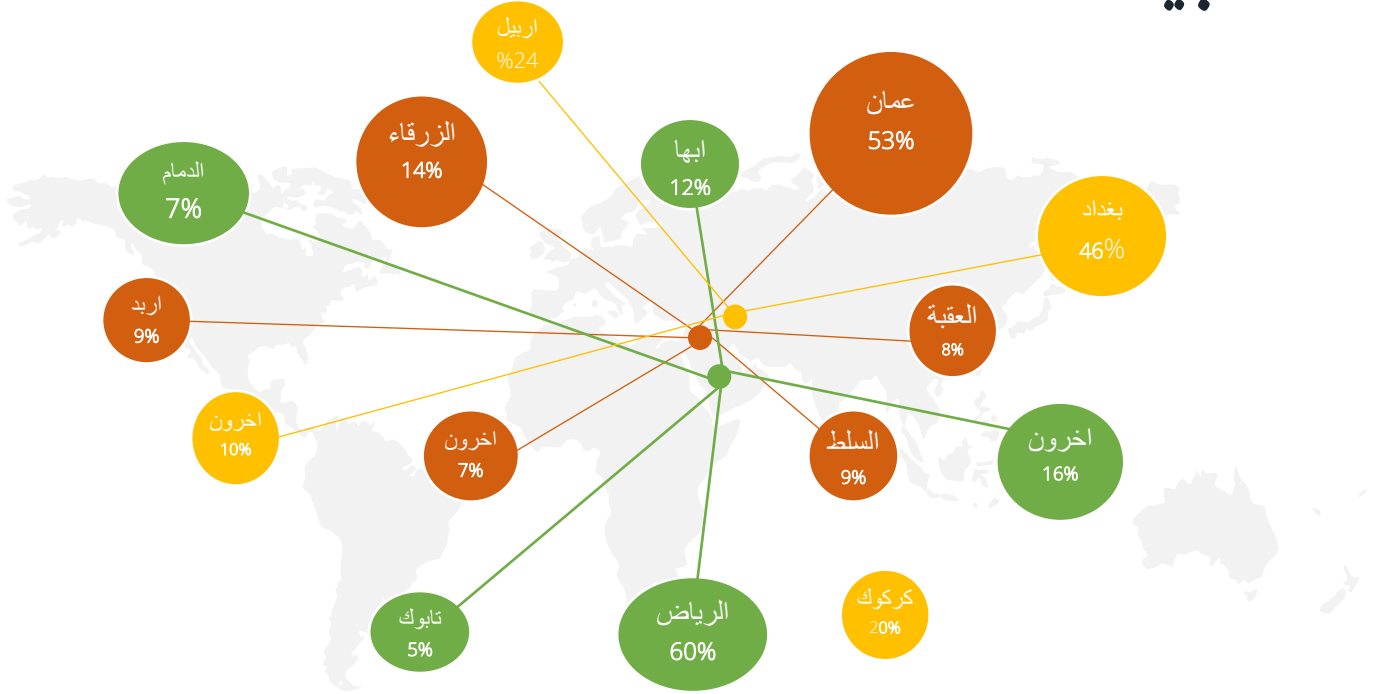 اربيل
%24
عمان
53%
الزرقاء
14%
ابها
12%
الدمام
7%
بغداد
46%
اربد
9%
العقبة
8%
اخرون
10%
اخرون
7%
السلط
9%
اخرون
16%
تابوك
5%
الرياض
60%
كركوك
20%